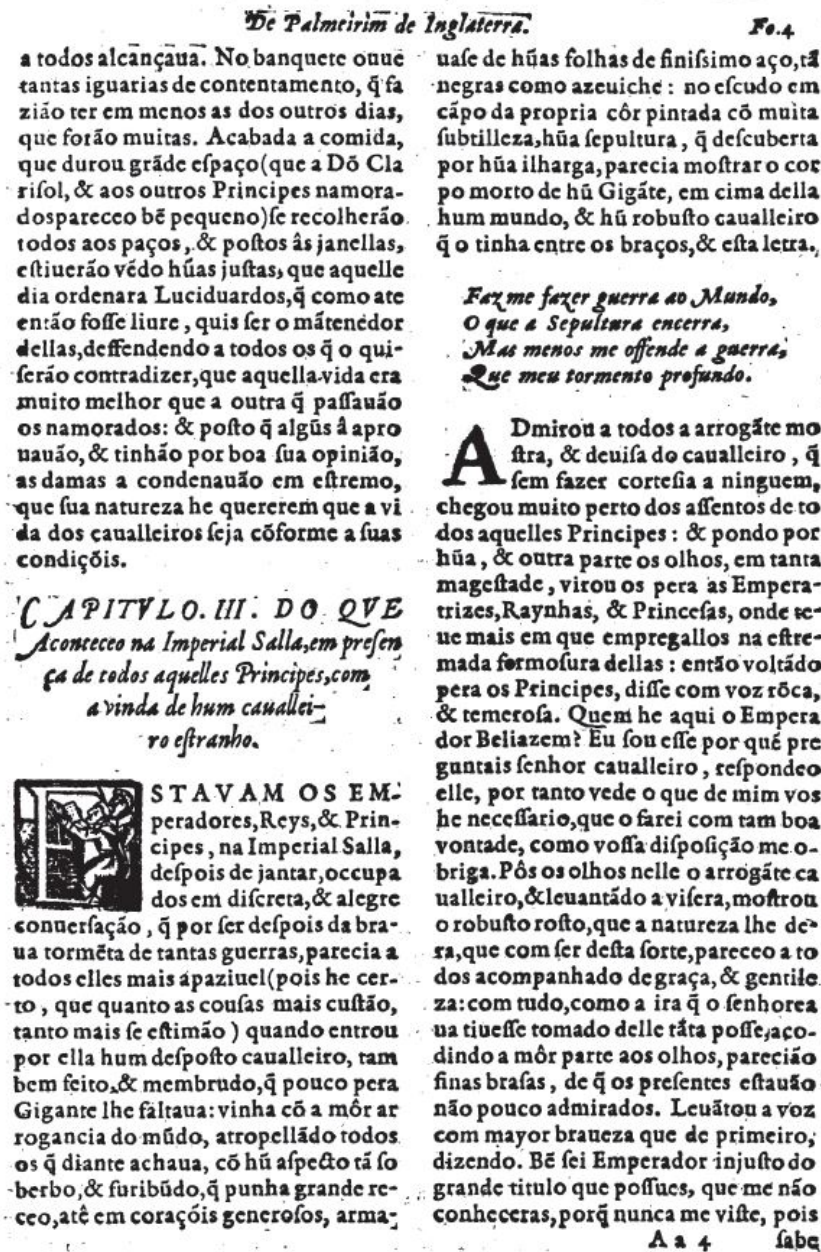 De Palmeirim de Inglaterra.
Fo.4
a todos alcançaua. No banquete ouue
tantas iguarias de contentamento, q̃ fa
zião ter em menos as dos outros dias,
que forão muitas. Acabada a comida,
que durou grãde eſpaço(que a Dõ Cla
riſol, & aos outros Principes namora-
dospareceo bẽ pequeno)ſe recolherão
todos aos paços, & poſtos âs janellas,
eſtiuerão vẽdo hũas juſtas, que aquelle
dia ordenara Luciduardos,q̃ como ate
então foſſe liure, quis ſer o mãtenedor
dellas,deffendendo a todos os q̃ o qui-
ſerão contradizer,que aquella vida era
muito melhor que a outra q̃ paſſauão
os namorados: & poſto q̃ algũs â apro
uauão, & tinhão por boa ſua opinião,
as damas a condenauão em eſtremo,
que ſua natureza he quererem que a vi
da dos caualleiros ſeja cõforme a ſuas
condiçõis.
CAPITVLO. III. DO QVE
Aconteceo na Imperial Salla,em preſen
ça de todos aquelles Principes,com
a vinda de hum cauallei-
ro eſtranho.
STAVAM OS EM-
peradores,Reys,& Prin-
cipes, na Imperial Salla,
deſpois de jantar,occupa
dos em diſcreta,& alegre
conuerſação, q̃ por ſer deſpois da bra-
ua tormẽta de tantas guerras,parecia a
todos elles mais apaziuel(pois he cer-
to, que quanto as couſas mais cuſtão,
tanto mais ſe eſtimão) quando entrou
por ella hum deſpoſto caualleiro, tam
bem feito,& membrudo,q̃ pouco pera
Gigante lhe faltaua: vinha cõ a môr ar
rogancia do mũdo, atropellãdo todos
os q̃ diante achaua, cõ hũ aſpecto tã ſo
berbo,& furibũdo,q̃ punha grande re-
ceo,atê em coraçõis generoſos, arma-
uaſe de hũas folhas de finiſsimo aço,tã
negras como azeuiche: no eſcudo em
cãpo da propria côr pintada cõ muita
ſubtilleza,hũa ſepultura, q̃ deſcuberta
por hũa ilharga,parecia moſtrar o cor
po morto de hũ Gigãte, em cima della
hum mundo, & hũ robuſto caualleiro
q̃ o tinha entre os braços,& eſta letra.
Faz me fazer guerra ao Mundo,
O que a Sepultura encerra,
Mas menos me offende a guerra,
Que meu tormento profundo.
ADmirou a todos a arrogãte mo
ſtra, & deuiſa do caualleiro, q̃
ſem fazer corteſia a ninguem,
chegou muito perto dos aſſentos de to
dos aquelles Principes: & pondo por
hũa, & outra parte os olhos, em tanta
mageſtade, virou os pera as Empera-
trizes,Raynhas, & Princeſas, onde te-
ue mais em que empregallos na eſtre-
mada formoſura dellas: então voltãdo
pera os Principes, diſſe com voz rõca,
& temeroſa. Quem he aqui o Empera
dor Beliazem? Eu ſou eſſe por quẽ pre
guntais ſenhor caualleiro, reſpondeo
elle, por tanto vede o que de mim vos
he neceſſario,que o farei com tam boa
vontade, como voſſa diſpoſição me o-
briga. Pôs os olhos nelle o arrogãte ca
ualleiro,&leuantãdo a viſera,moſtrou
o robuſto roſto,que a natureza lhe de-
ra,que com ſer deſta ſorte,pareceo a to
dos acompanhado de graça, & gentile
za: com tudo,como a ira q̃ o ſenhorea
ua tiueſſe tomado delle tãta poſſe,aco-
dindo a môr parte aos olhos, parecião
finas braſas, de q̃ os preſentes eſtauão
não pouco admirados. Leuãtou a voz
com mayor braueza que de primeiro,
dizendo. Bẽ ſei Emperador injuſto do
grande titulo que poſſues, que me não
conheceras,porq̃ nunca me viſte, pois
A a 4
ſabe